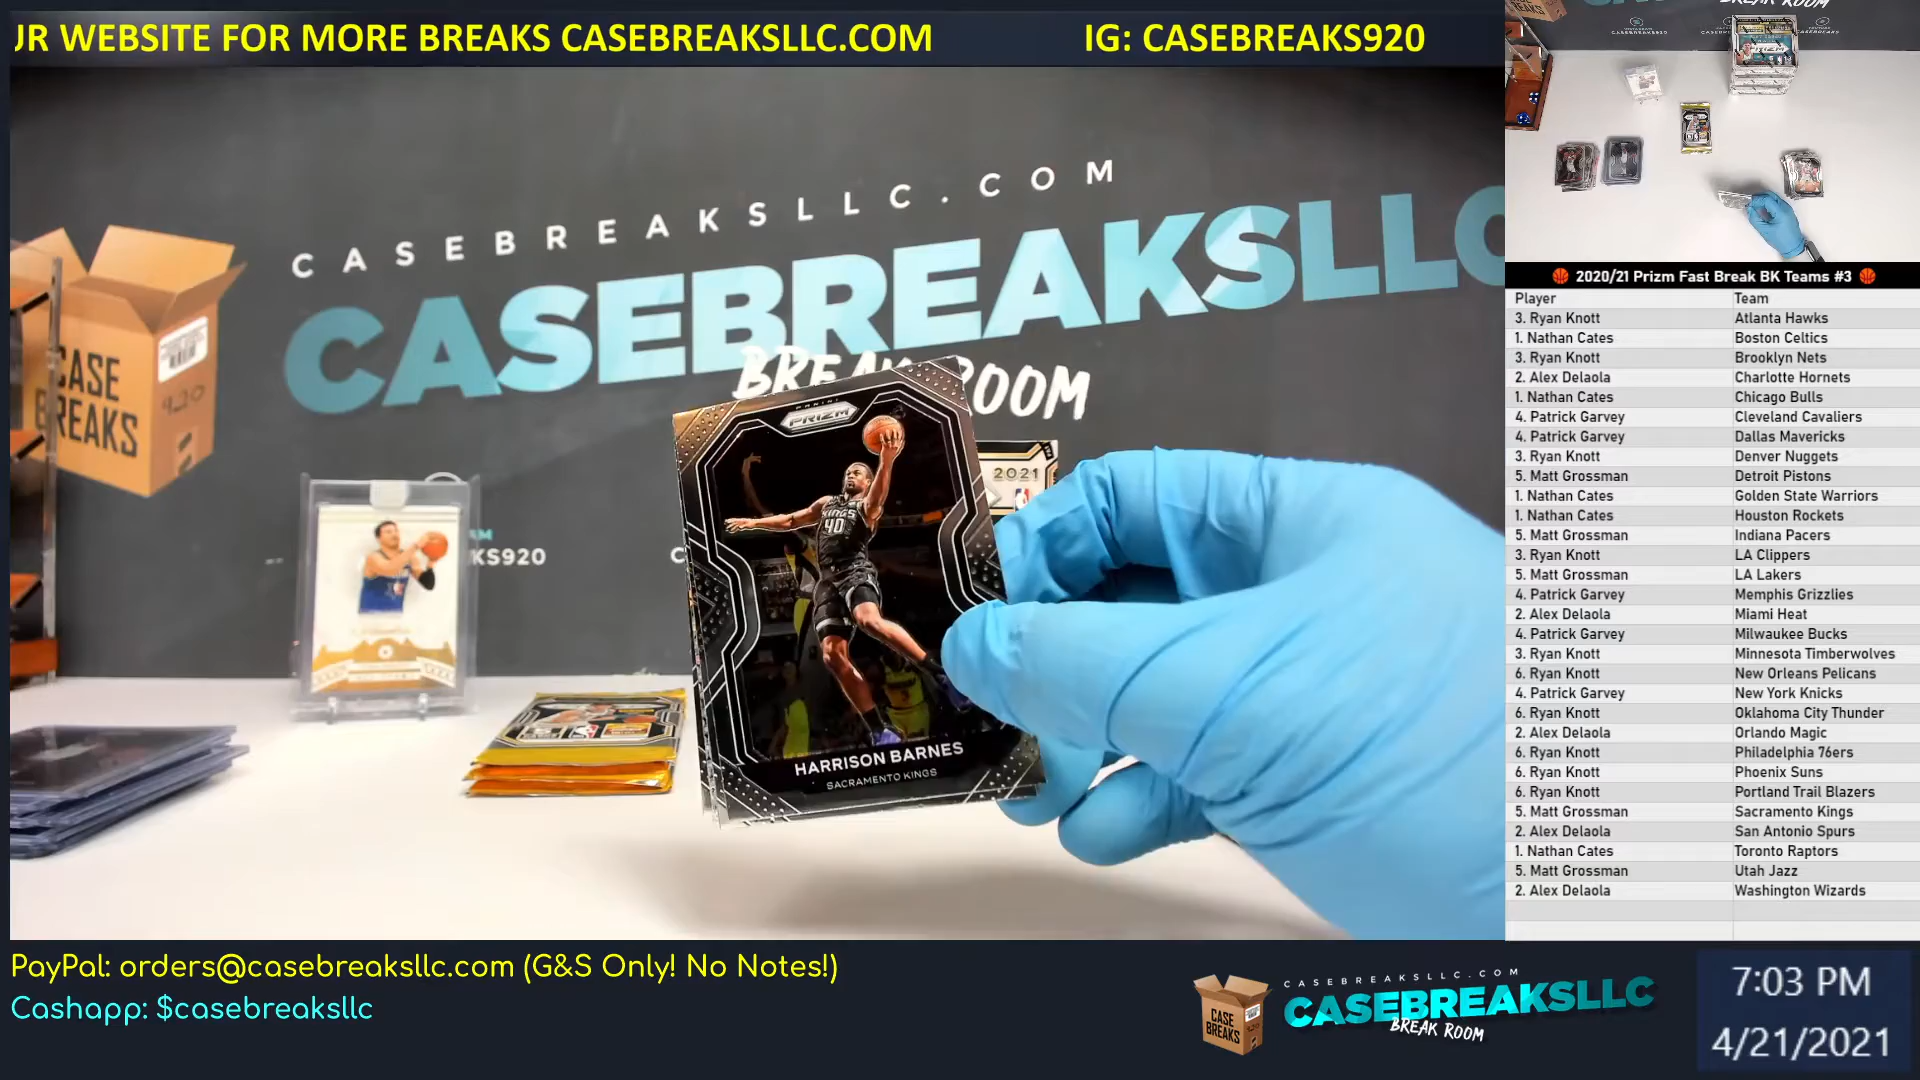 JR WEBSITE FOR MORE BREAKS CASEBREAKSLLC.COM
IG: CASEBREAKS920
CASEBREAKSLLC.COM
CASEBREAKSLLC
BREAK ROOM
CASE
BREAKS
920
KS920
2021
PANINI
PRIZM
KINGS
40
HARRISON BARNES
SACRAMENTO KINGS
2020/21 Prizm Fast Break BK Teams #3
Player Team
3. Ryan Knott Atlanta Hawks
1. Nathan Cates Boston Celtics
3. Ryan Knott Brooklyn Nets
2. Alex Delaola Charlotte Hornets
1. Nathan Cates Chicago Bulls
4. Patrick Garvey Cleveland Cavaliers
4. Patrick Garvey Dallas Mavericks
3. Ryan Knott Denver Nuggets
5. Matt Grossman Detroit Pistons
1. Nathan Cates Golden State Warriors
1. Nathan Cates Houston Rockets
5. Matt Grossman Indiana Pacers
3. Ryan Knott LA Clippers
5. Matt Grossman LA Lakers
4. Patrick Garvey Memphis Grizzlies
2. Alex Delaola Miami Heat
4. Patrick Garvey Milwaukee Bucks
3. Ryan Knott Minnesota Timberwolves
6. Ryan Knott New Orleans Pelicans
4. Patrick Garvey New York Knicks
6. Ryan Knott Oklahoma City Thunder
2. Alex Delaola Orlando Magic
6. Ryan Knott Philadelphia 76ers
6. Ryan Knott Phoenix Suns
6. Ryan Knott Portland Trail Blazers
5. Matt Grossman Sacramento Kings
2. Alex Delaola San Antonio Spurs
1. Nathan Cates Toronto Raptors
5. Matt Grossman Utah Jazz
2. Alex Delaola Washington Wizards
PayPal: orders@casebreaksllc.com (G&S Only! No Notes!)
Cashapp: $casebreaksllc
CASE
BREAKS
CASEBREAKSLLC.COM
CASEBREAKSLLC
BREAK ROOM
7:03 PM
4/21/2021